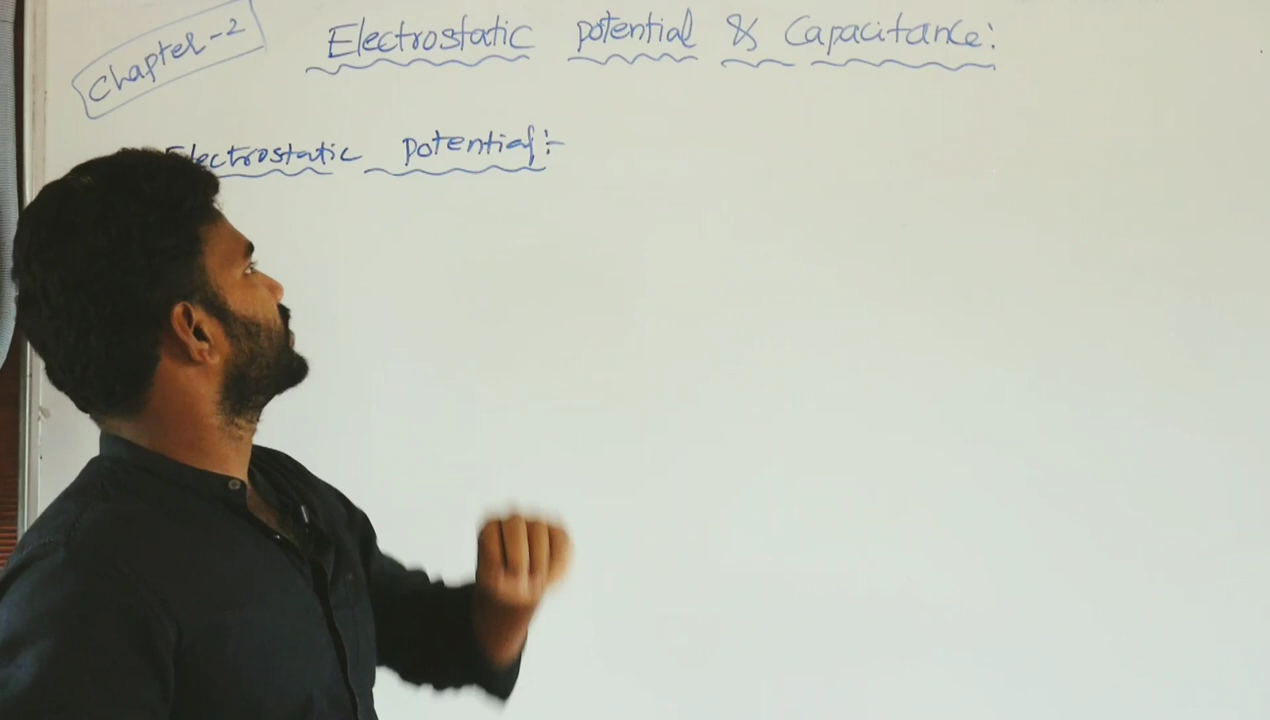 Chapter-2
Electrostatic potential & Capacitance:
Electrostatic potential:-